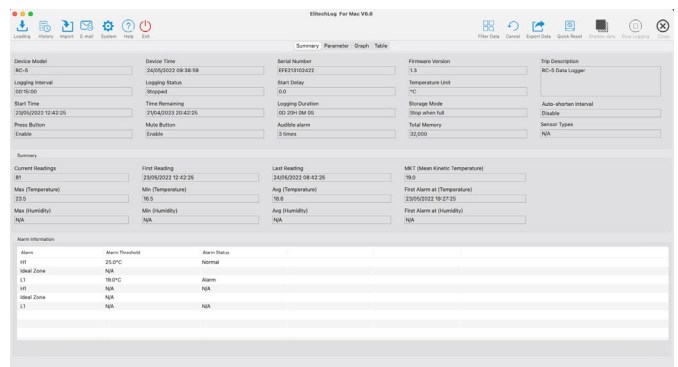 ElitechLog For Mac V6.6
Loading History Import E-mail System Help Exit Filter Data Cancel Export Data Quick Reset Shadow data Stop Logging Close
Summary Parameter Graph Table
Device Model Device Time Serial Number Firmware Version Trip Description
RC-5 24/05/2022 08:38:59 EFE213102422 1.3 RC-5 Data Logger
Logging Interval Logging Status Start Delay Temperature Unit
00:15:00 Stopped 0.0 °C
Start Time Time Remaining Logging Duration Storage Mode Auto-shorten Interval
23/05/2022 12:42:25 21/04/2023 20:42:25 0D 20H 0M 0S Stop when full Disable
Press Button Mute Button Audible alarm Total Memory Sensor Types
Enable Enable 3 times 32,000 N/A
Summary
Current Readings First Reading Last Reading MKT (Mean Kinetic Temperature)
81 23/05/2022 12:42:25 24/05/2022 08:42:25 19.0
Max (Temperature) Min (Temperature) Avg (Temperature) First Alarm at (Temperature)
23.5 16.5 18.6 23/05/2022 19:27:25
Max (Humidity) Min (Humidity) Avg (Humidity) First Alarm at (Humidity)
N/A N/A N/A N/A
Alarm Information
Alarm Alarm Threshold Alarm Status
H1 25.0°C Normal
Ideal Zone N/A
L1 19.0°C Alarm
H1 N/A N/A
Ideal Zone N/A
L1 N/A N/A